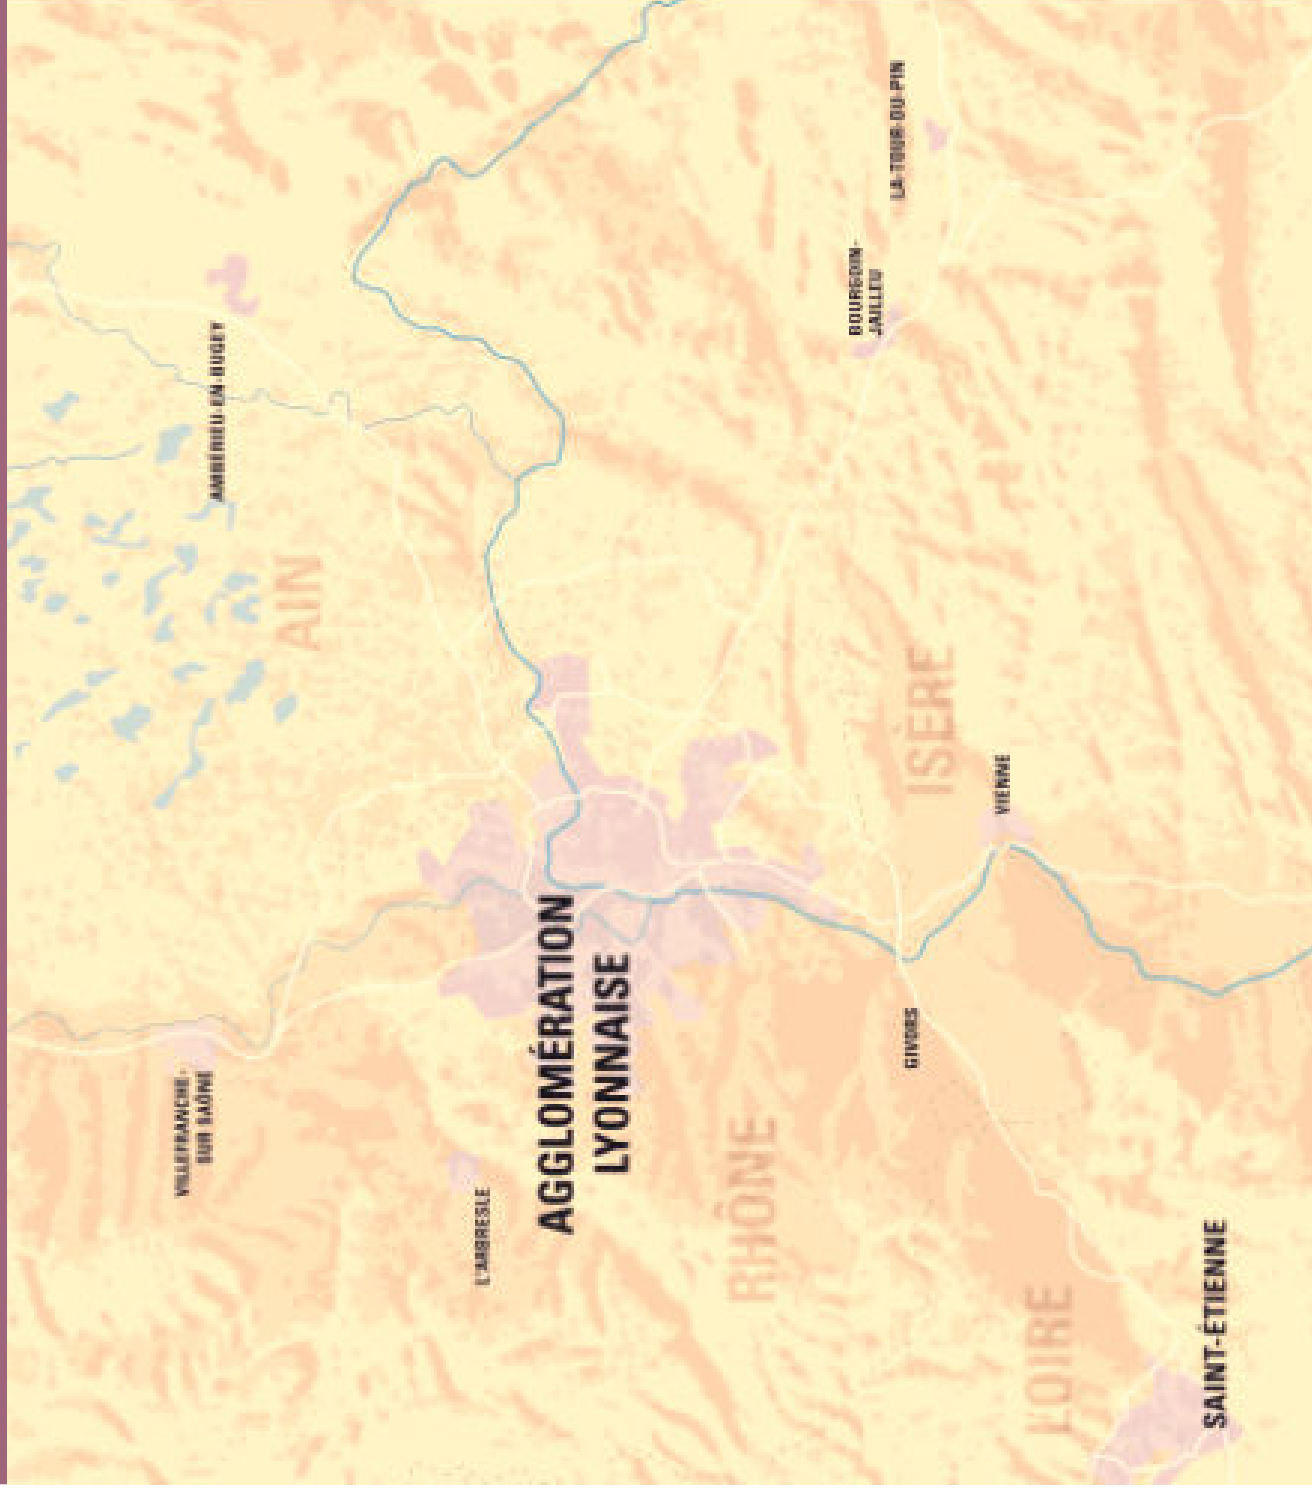 AMBÉRIEU-EN-BUGEY
VILLEFRANCHE-
SUR SAÔNE
AIN
L'ARBRESLE
AGGLOMÉRATION
LYONNAISE
LA-TOUR-DU-PIN
BOURGOIN-
JAILLEU
ISÈRE
VIENNE
GIVORS
RHÔNE
LOIRE
SAINT-ÉTIENNE